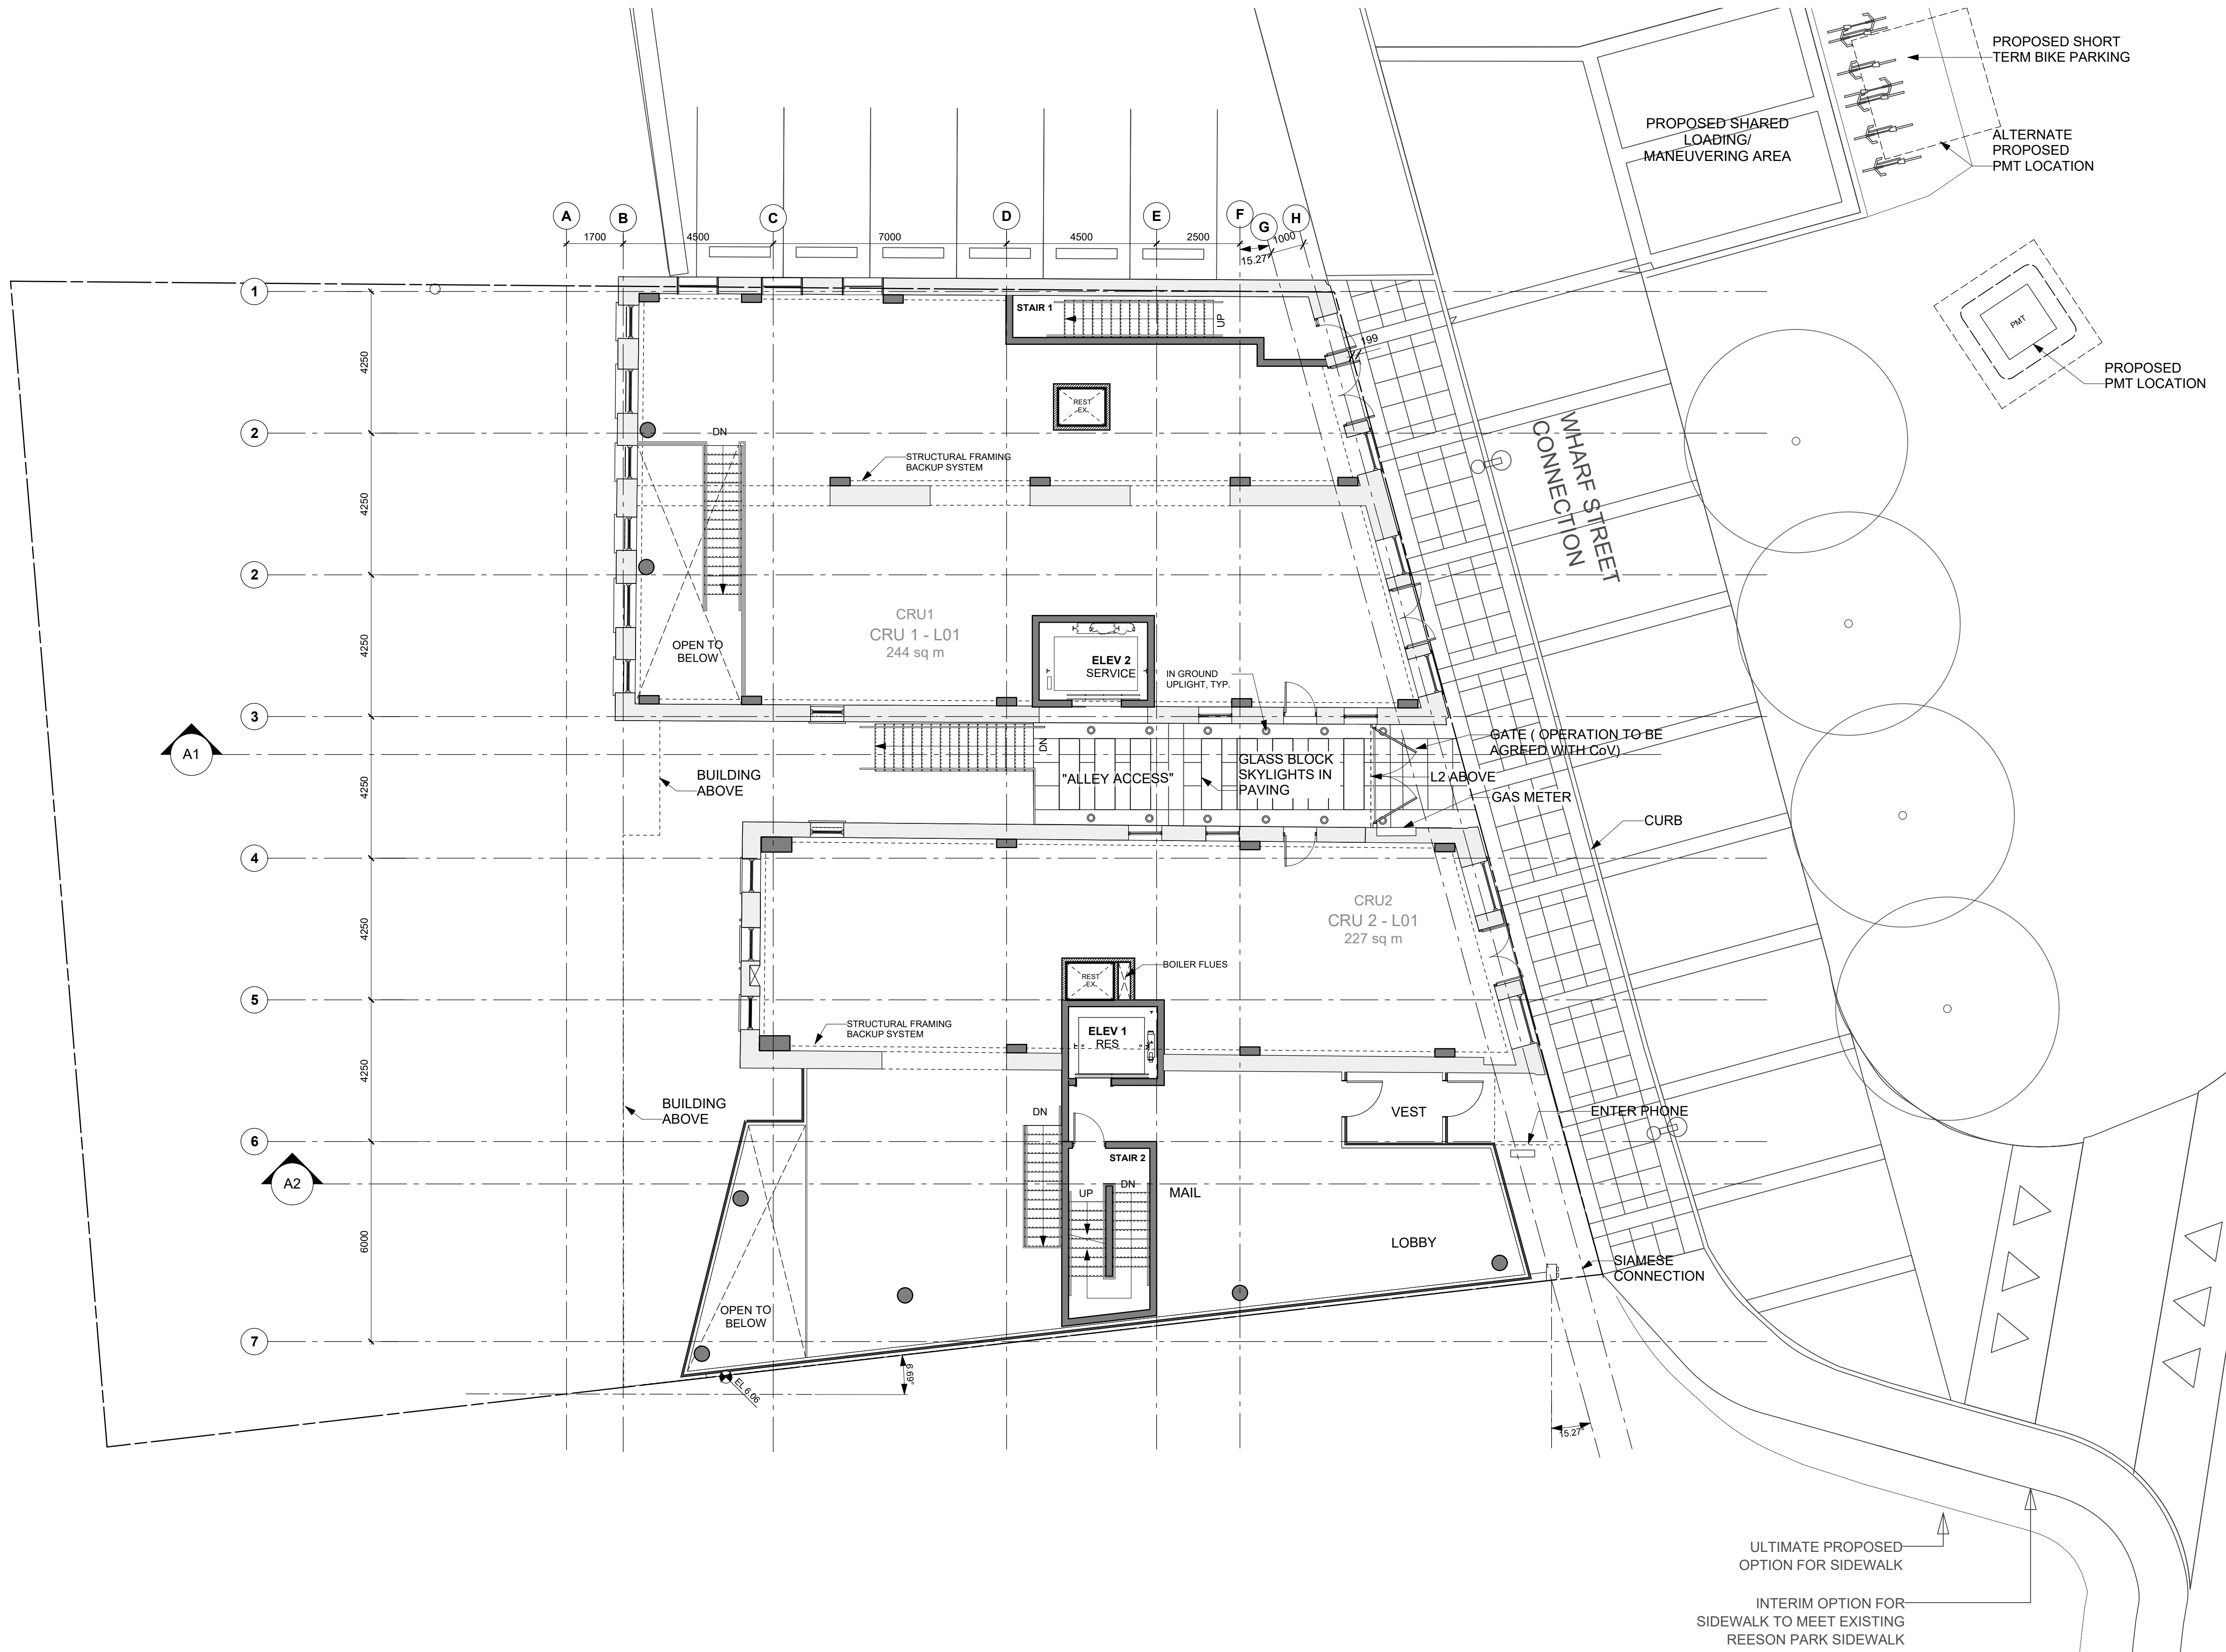 PROPOSED SHORT
TERM BIKE PARKING
PROPOSED SHARED
LOADING/
MANEUVERING AREA
ALTERNATE
PROPOSED
PMT LOCATION
A
B
C
D
E
F
G
H
1700
4500
7000
4500
2500
1000
15.27°
1
STAIR 1
UP
199
PMT
PROPOSED
PMT LOCATION
4250
REST
EX.
2
DN
WHARF STREET
CONNECTION
STRUCTURAL FRAMING
BACKUP SYSTEM
4250
2
CRU1
CRU 1 - L01
244 sq m
4250
OPEN TO
BELOW
ELEV 2
SERVICE
IN GROUND
UPLIGHT, TYP.
3
A1
DN
GATE ( OPERATION TO BE
AGREED WITH CoV)
BUILDING
ABOVE
"ALLEY ACCESS"
GLASS BLOCK
SKYLIGHTS IN
PAVING
L2 ABOVE
GAS METER
4250
CURB
4
CRU2
CRU 2 - L01
227 sq m
4250
REST
EX.
BOILER FLUES
5
STRUCTURAL FRAMING
BACKUP SYSTEM
ELEV 1
RES
4250
BUILDING
ABOVE
DN
VEST
ENTER PHONE
6
STAIR 2
A2
UP
DN
MAIL
6000
LOBBY
SIAMESE
CONNECTION
OPEN TO
BELOW
7
EL 6.06
6.69°
15.27°
ULTIMATE PROPOSED
OPTION FOR SIDEWALK
INTERIM OPTION FOR
SIDEWALK TO MEET EXISTING
REESON PARK SIDEWALK